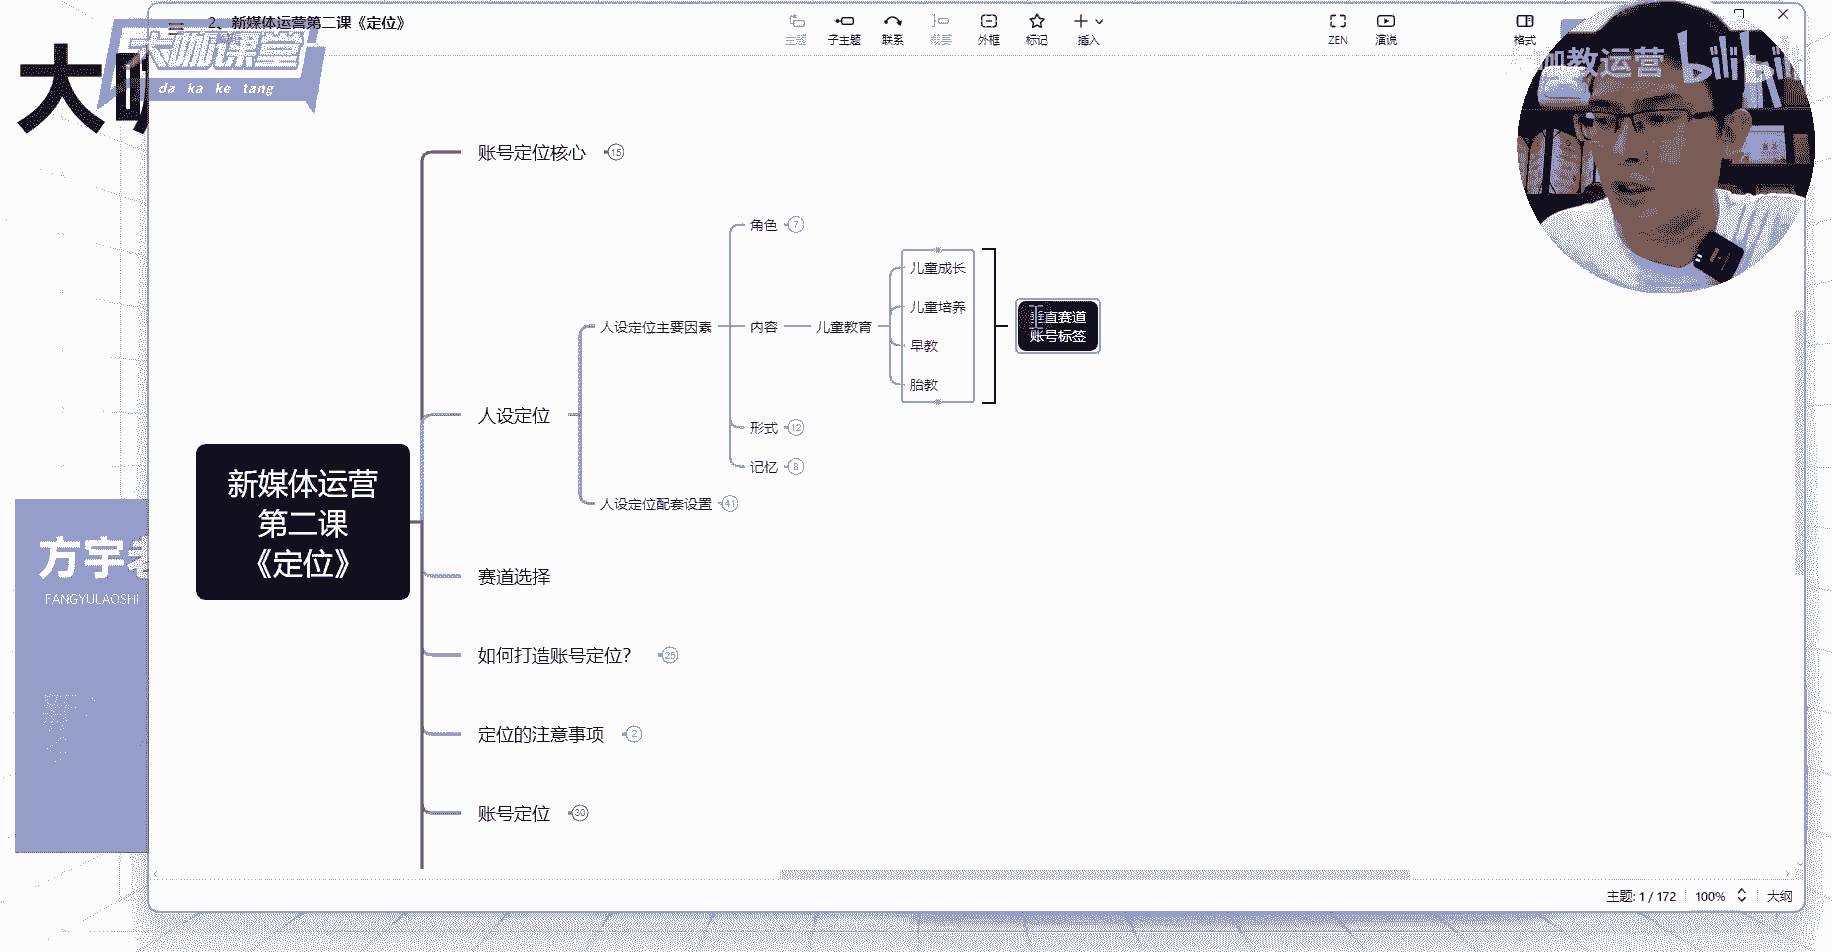 2、新媒体运营第二课《定位》
主题
子主题
联系
概要
外框
标记
插入
ZEN
演说
格式
大咖课堂
da ka ke tang
咖教运营
bilibili
大咖
账号定位核心 15
角色 7
儿童成长
儿童培养
人设定位主要因素
内容
儿童教育
早教
胎教
垂直赛道
账号标签
人设定位
形式 12
记忆 8
人设定位配套设置 41
新媒体运营
第二课
《定位》
赛道选择
如何打造账号定位？ 25
定位的注意事项 2
账号定位 30
方宇老
FANGYULAOSHI
主题: 1 / 172
100%
大纲